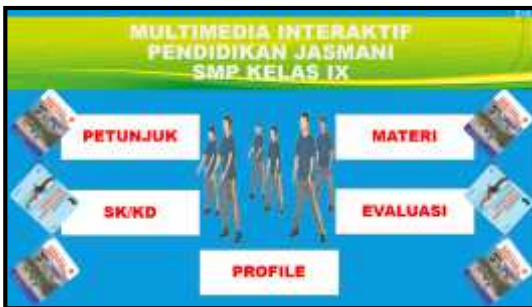 MULTIMEDIA INTERAKTIF
PENDIDIKAN JASMANI
SMP KELAS IX
PETUNJUK
MATERI
SK/KD
EVALUASI
PROFILE